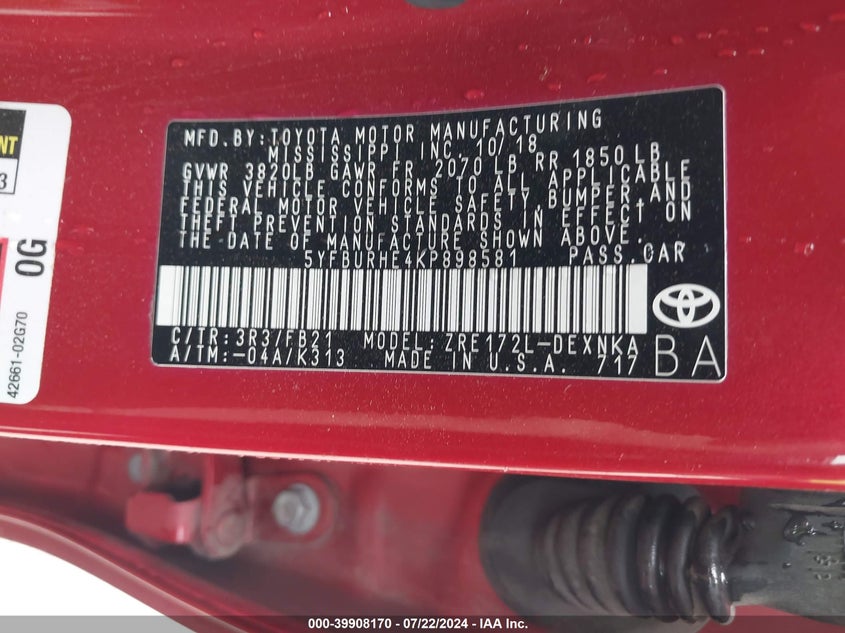 MFD.BY:TOYOTA MOTOR MANUFACTURING
MISSISSIPPI INC. 10/18
GVWR 3820LB GAWR FR 2070 LB RR 1850 LB
THIS VEHICLE CONFORMS TO ALL APPLICABLE
FEDERAL MOTOR VEHICLE SAFETY, BUMPER, AND
THEFT PREVENTION STANDARDS IN EFFECT ON
THE DATE OF MANUFACTURE SHOWN ABOVE.
5YFBURHE4KP898581 PASS.CAR
C/TR:3R3/FB21 MODEL:ZRE172L-DEXNKA
A/TM:-04A/K313 MADE IN U.S.A. 717
BA
3
0G
42661-02G70
000-39908170 / 07/22/2024 - IAA Inc.